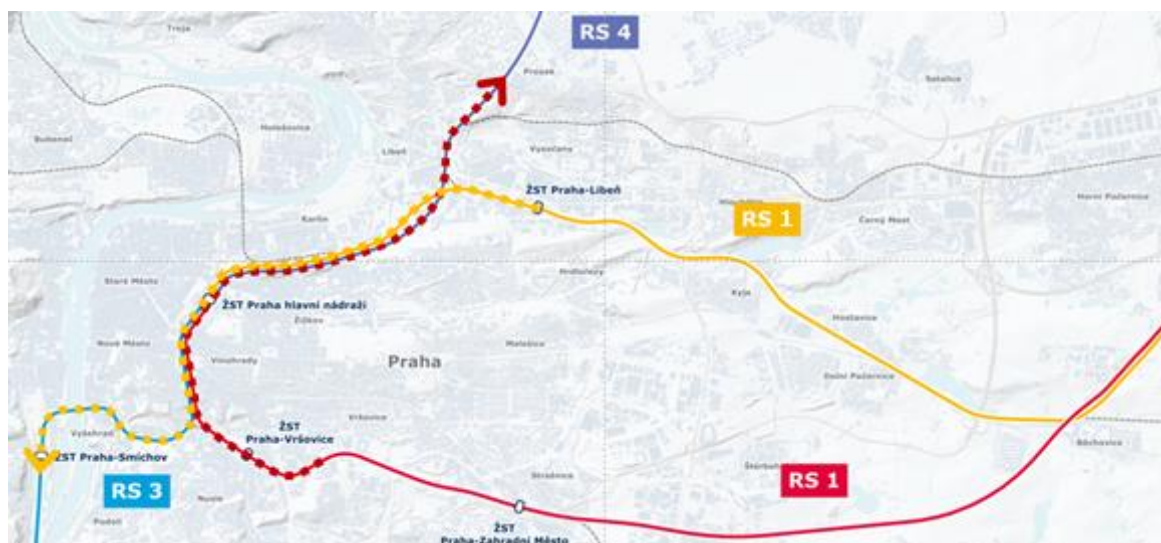 RS 4
Troja
Prosek
Satalice
Bubeneč
Holešovice
Libeň
Vysočany
ŽST Praha-Libeň
Horní Počernice
RS 1
Černý Most
Karlín
Hrdlořezy
Staré Město
Kyje
ŽST Praha hlavní nádraží
Žižkov
Hostavice
Nové Město
Malešice
Vinohrady
Praha
Dolní Počernice
Vršovice
ŽST
Praha-Vršovice
Vyšehrad
Běchovice
ŽST Praha-Smíchov
Strašnice
RS 3
RS 1
Nusle
Podolí
ŽST
Praha-Zahradní Město